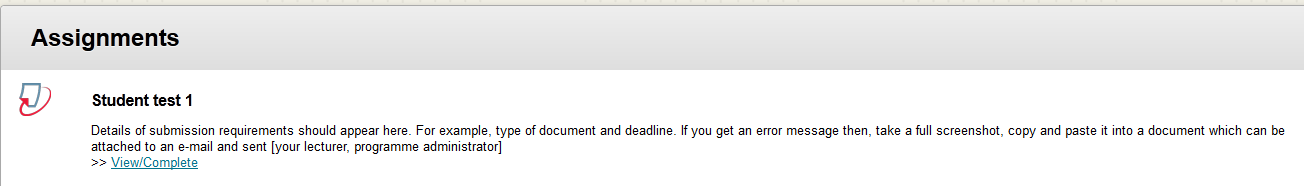 Assignments
Student test 1
Details of submission requirements should appear here. For example, type of document and deadline. If you get an error message then, take a full screenshot, copy and paste it into a document which can be
attached to an e-mail and sent [your lecturer, programme administrator]
>> View/Complete